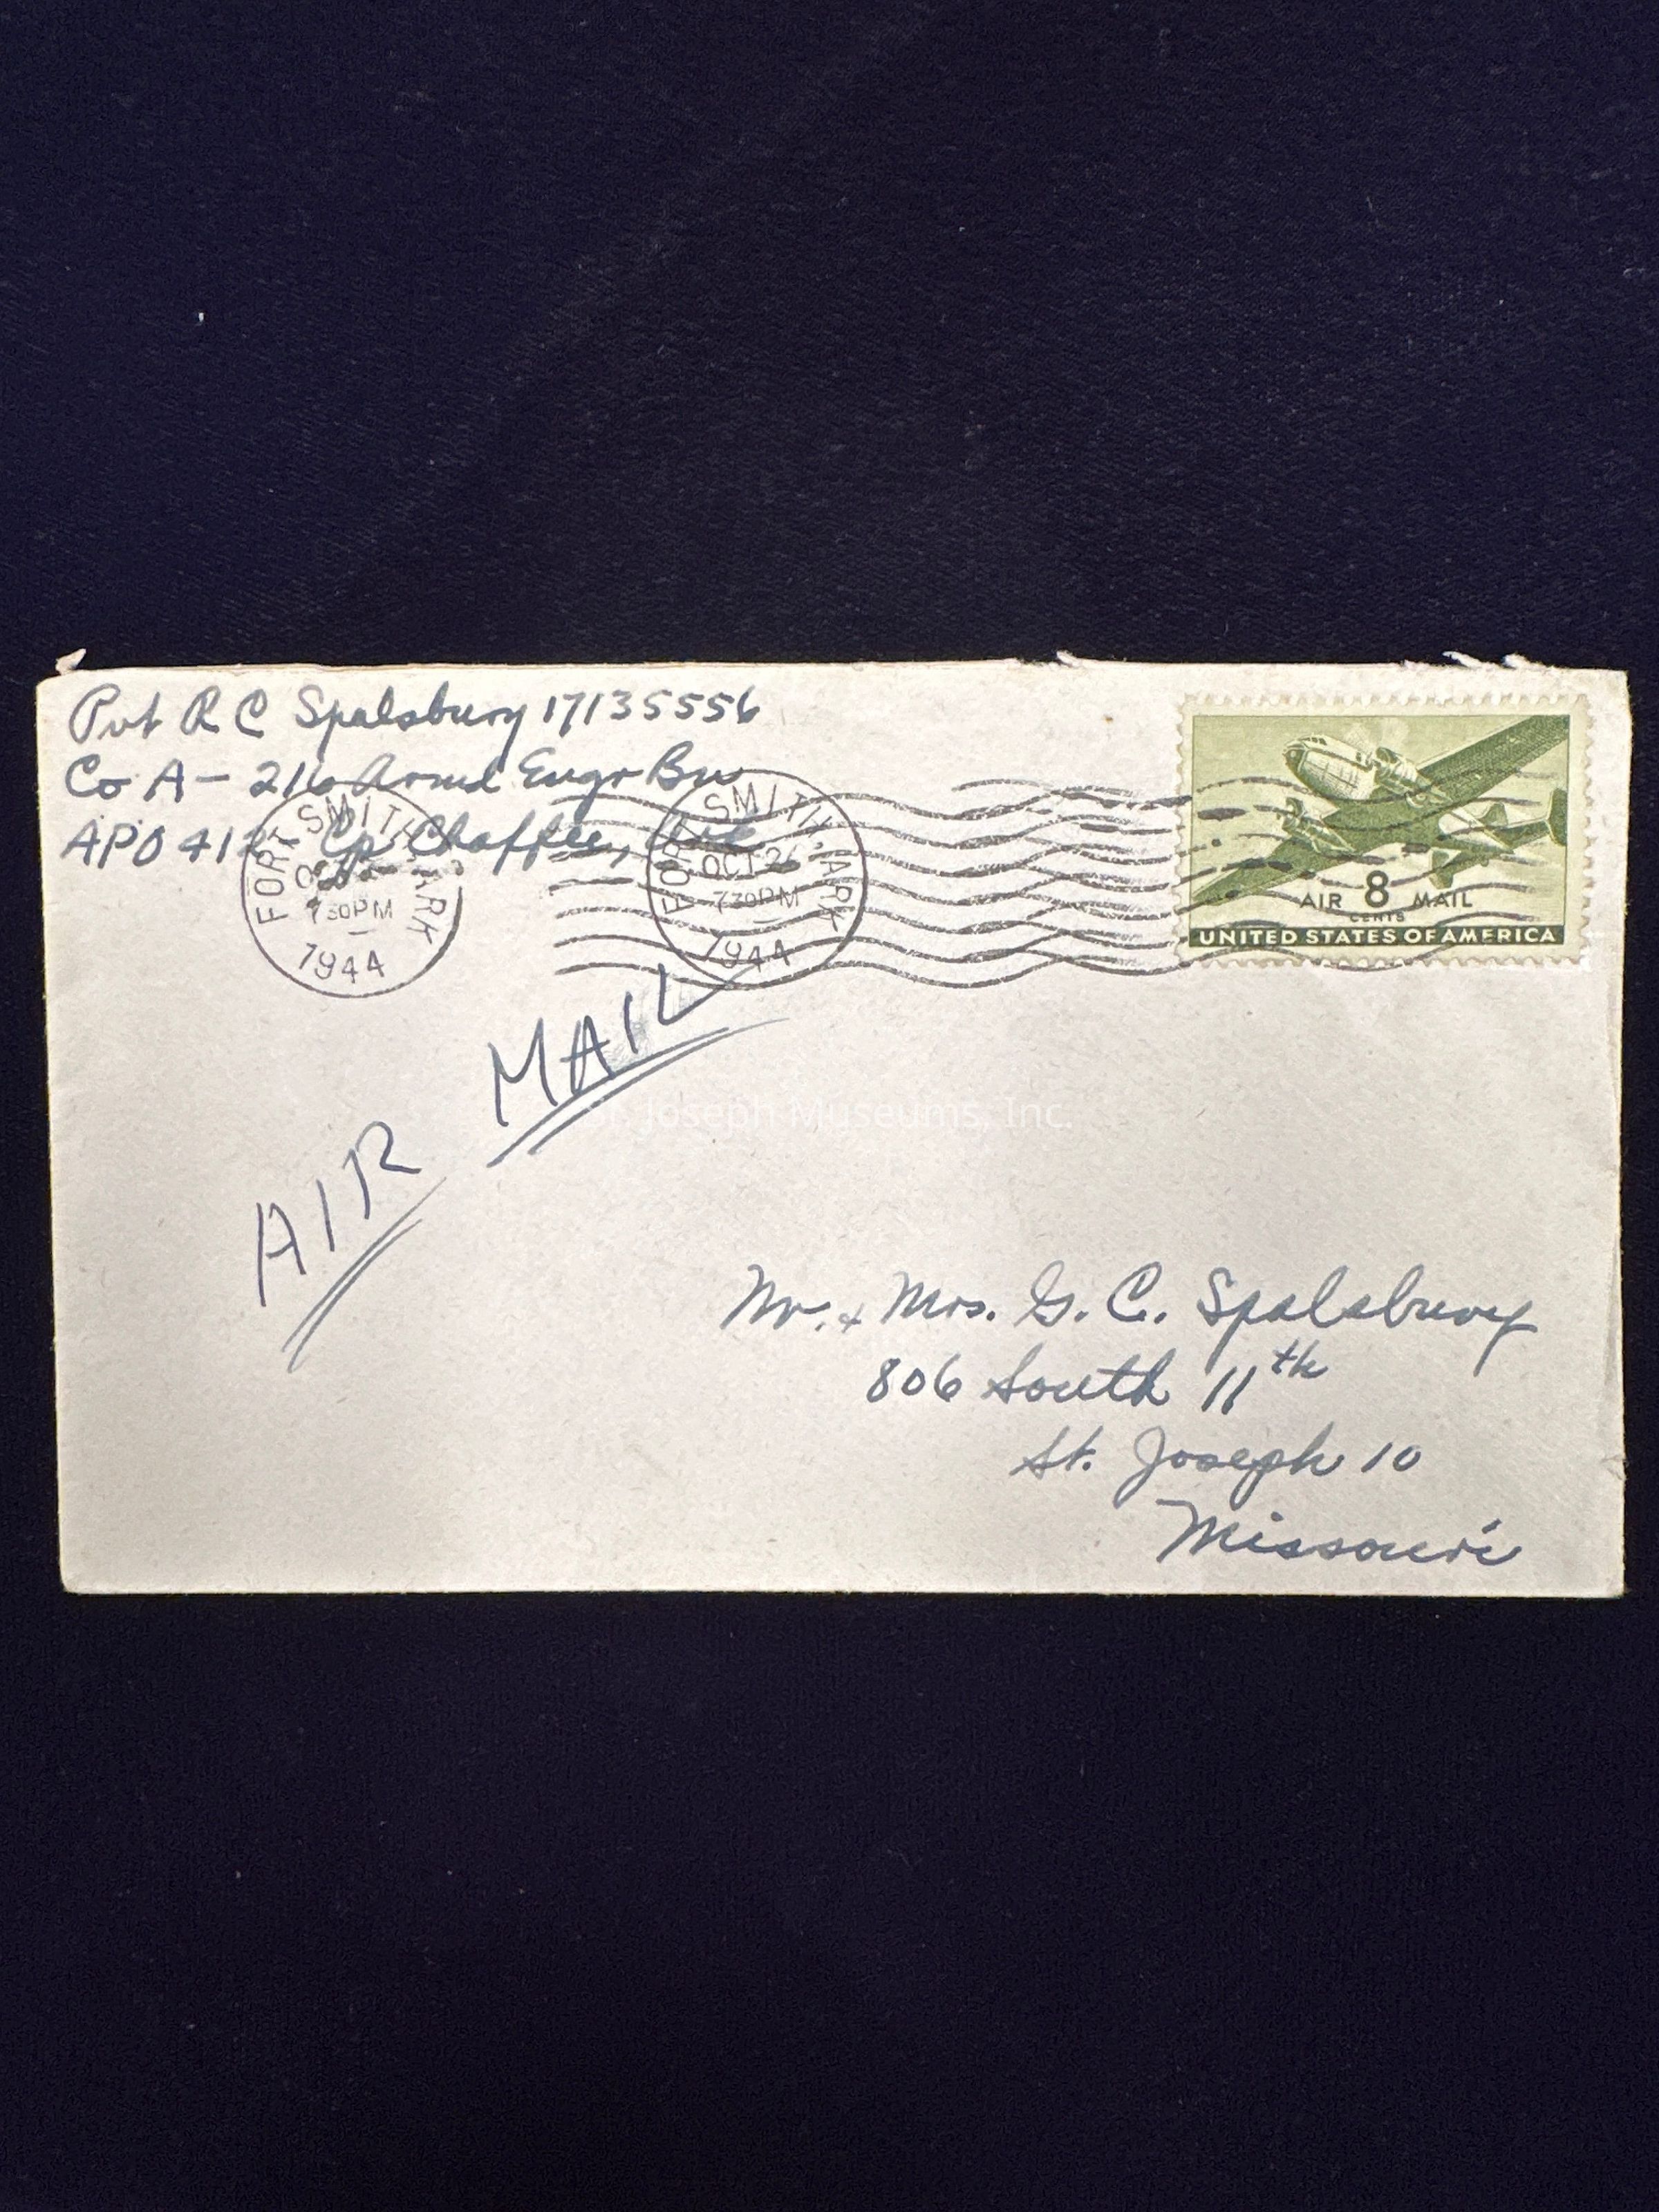 Pvt R C Spalsbury 17135556
Co A - 216 Armd Engr Bn
APO 412 Cp Chaffee, Ark
FORT SMITH, ARK
7 30 PM
1944
FORT SMITH, ARK
OCT 26
7 30 PM
1944
AIR 8 MAIL
CENTS
UNITED STATES OF AMERICA
AIR MAIL
St. Joseph Museums, Inc.
Mr. & Mrs. G. C. Spalsbury
806 South 11th
St. Joseph 10
Missouri